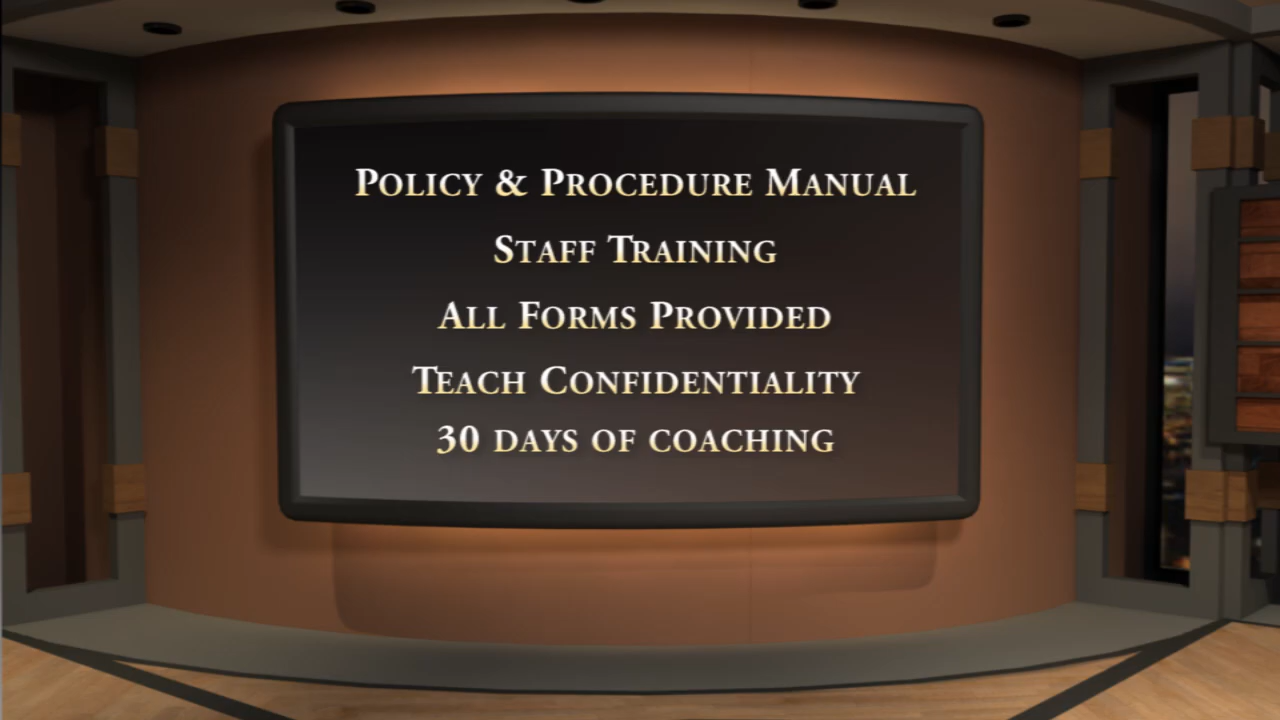 Policy & Procedure Manual
Staff Training
All Forms Provided
Teach Confidentiality
30 days of coaching